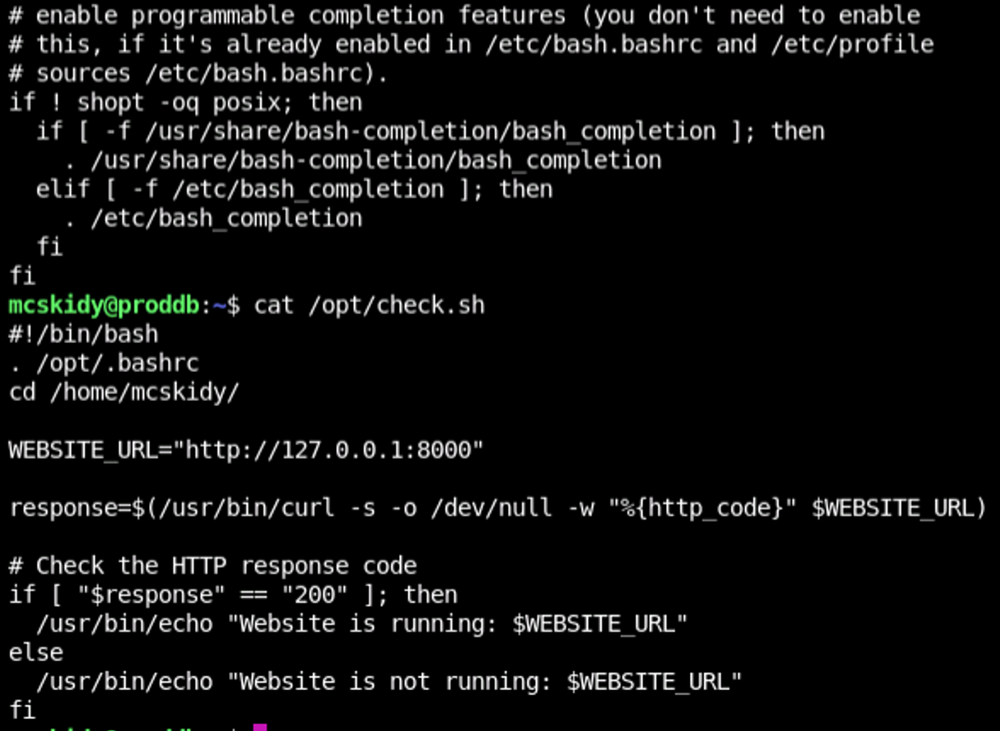 # enable programmable completion features (you don't need to enable
# this, if it's already enabled in /etc/bash.bashrc and /etc/profile
# sources /etc/bash.bashrc).
if ! shopt -oq posix; then
  if [ -f /usr/share/bash-completion/bash_completion ]; then
    . /usr/share/bash-completion/bash_completion
  elif [ -f /etc/bash_completion ]; then
    . /etc/bash_completion
  fi
fi
mcskidy@proddb:~$ cat /opt/check.sh
#!/bin/bash
. /opt/.bashrc
cd /home/mcskidy/

WEBSITE_URL="http://127.0.0.1:8000"

response=$(/usr/bin/curl -s -o /dev/null -w "%{http_code}" $WEBSITE_URL)

# Check the HTTP response code
if [ "$response" == "200" ]; then
  /usr/bin/echo "Website is running: $WEBSITE_URL"
else
  /usr/bin/echo "Website is not running: $WEBSITE_URL"
fi